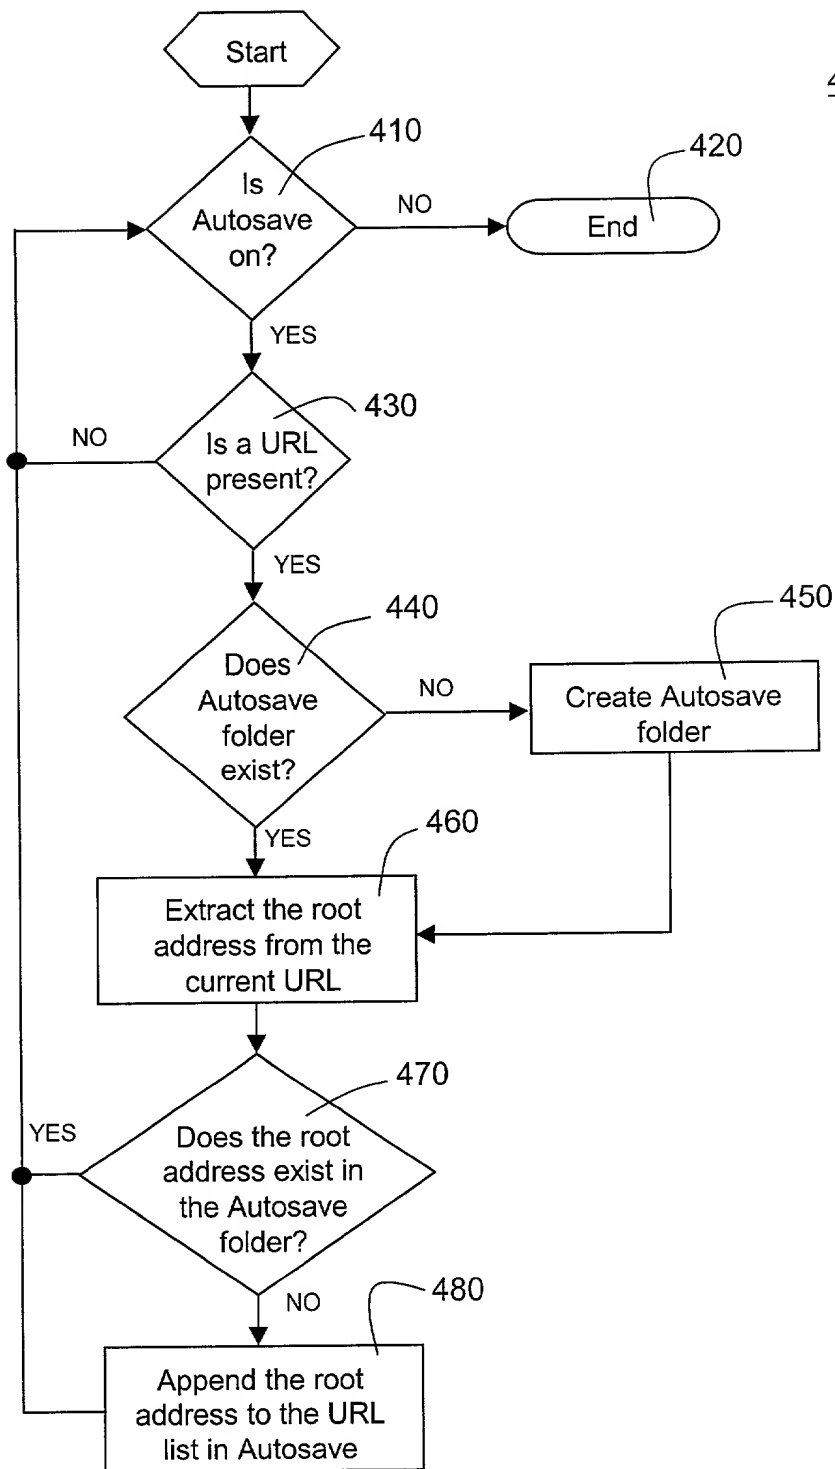 Start
4
410
Is
Autosave
on?
NO
420
End
YES
430
NO
Is a URL
present?
YES
440
450
Does
Autosave
folder
exist?
NO
Create Autosave
folder
YES
460
Extract the root
address from the
current URL
470
YES
Does the root
address exist in
the Autosave
folder?
NO
480
Append the root
address to the URL
list in Autosave